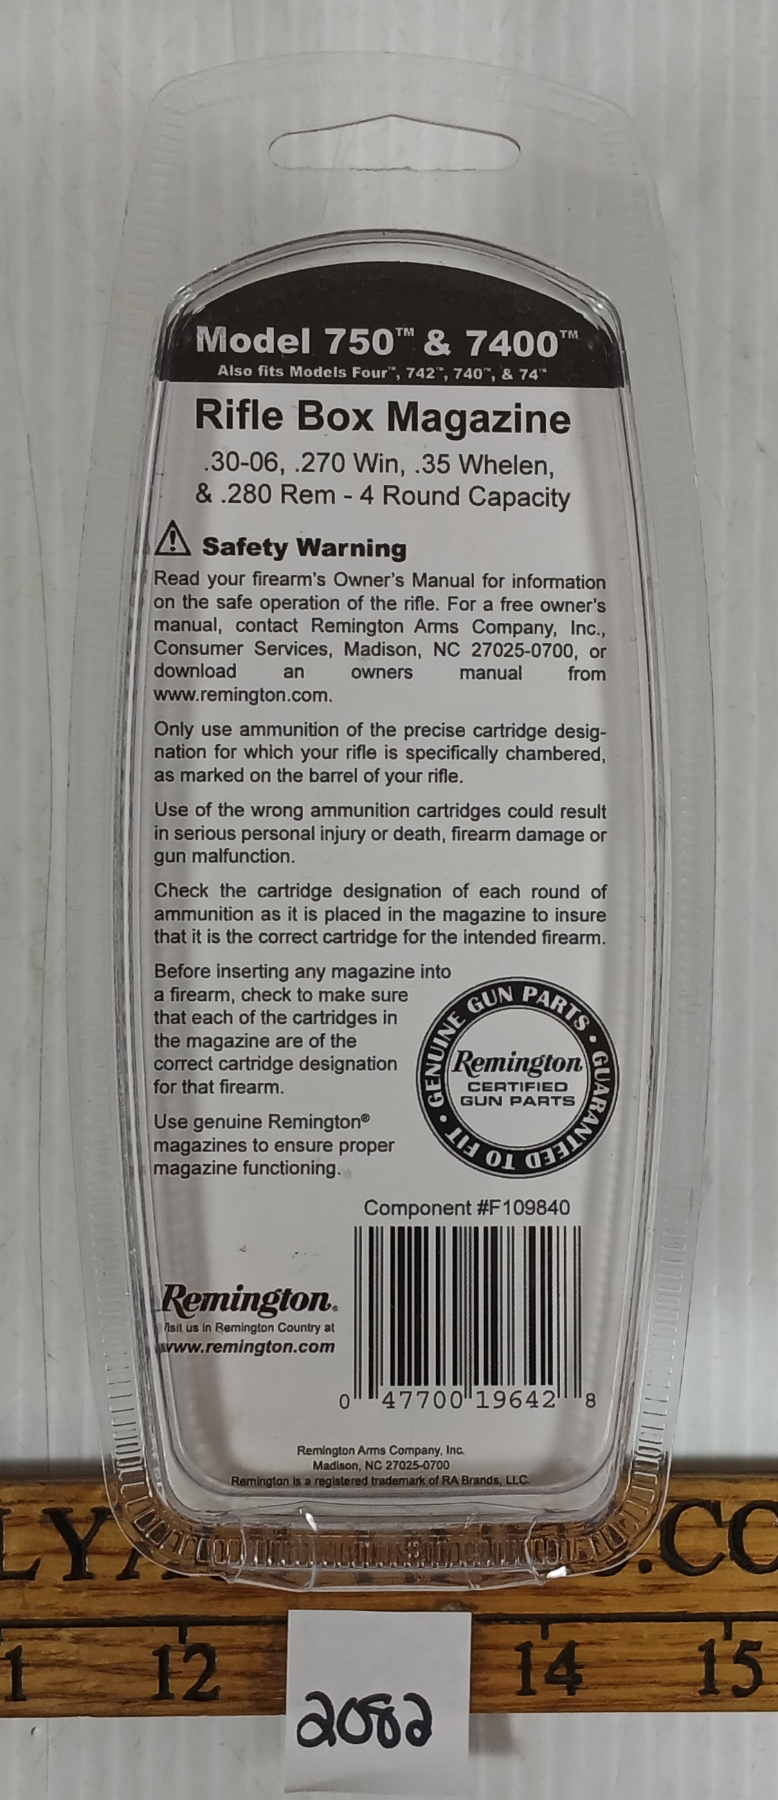 Model 750™ & 7400™
Also fits Models Four™, 742™, 740™, & 74™
Rifle Box Magazine
.30-06, .270 Win, .35 Whelen,
& .280 Rem - 4 Round Capacity
Safety Warning
Read your firearm's Owner's Manual for information
on the safe operation of the rifle. For a free owner's
manual, contact Remington Arms Company, Inc.,
Consumer Services, Madison, NC 27025-0700, or
download an owners manual from
www.remington.com.
Only use ammunition of the precise cartridge desig-
nation for which your rifle is specifically chambered,
as marked on the barrel of your rifle.
Use of the wrong ammunition cartridges could result
in serious personal injury or death, firearm damage or
gun malfunction.
Check the cartridge designation of each round of
ammunition as it is placed in the magazine to insure
that it is the correct cartridge for the intended firearm.
Before inserting any magazine into
a firearm, check to make sure
that each of the cartridges in
the magazine are of the
correct cartridge designation
for that firearm.
Use genuine Remington®
magazines to ensure proper
magazine functioning.
GENUINE GUN PARTS • GUARANTEED TO FIT •
Remington
CERTIFIED
GUN PARTS
Component #F109840
Remington.
Visit us in Remington Country at
www.remington.com
0 47700 19642 8
Remington Arms Company, Inc.
Madison, NC 27025-0700
Remington is a registered trademark of RA Brands, LLC.
.CO
12 14 15
2082